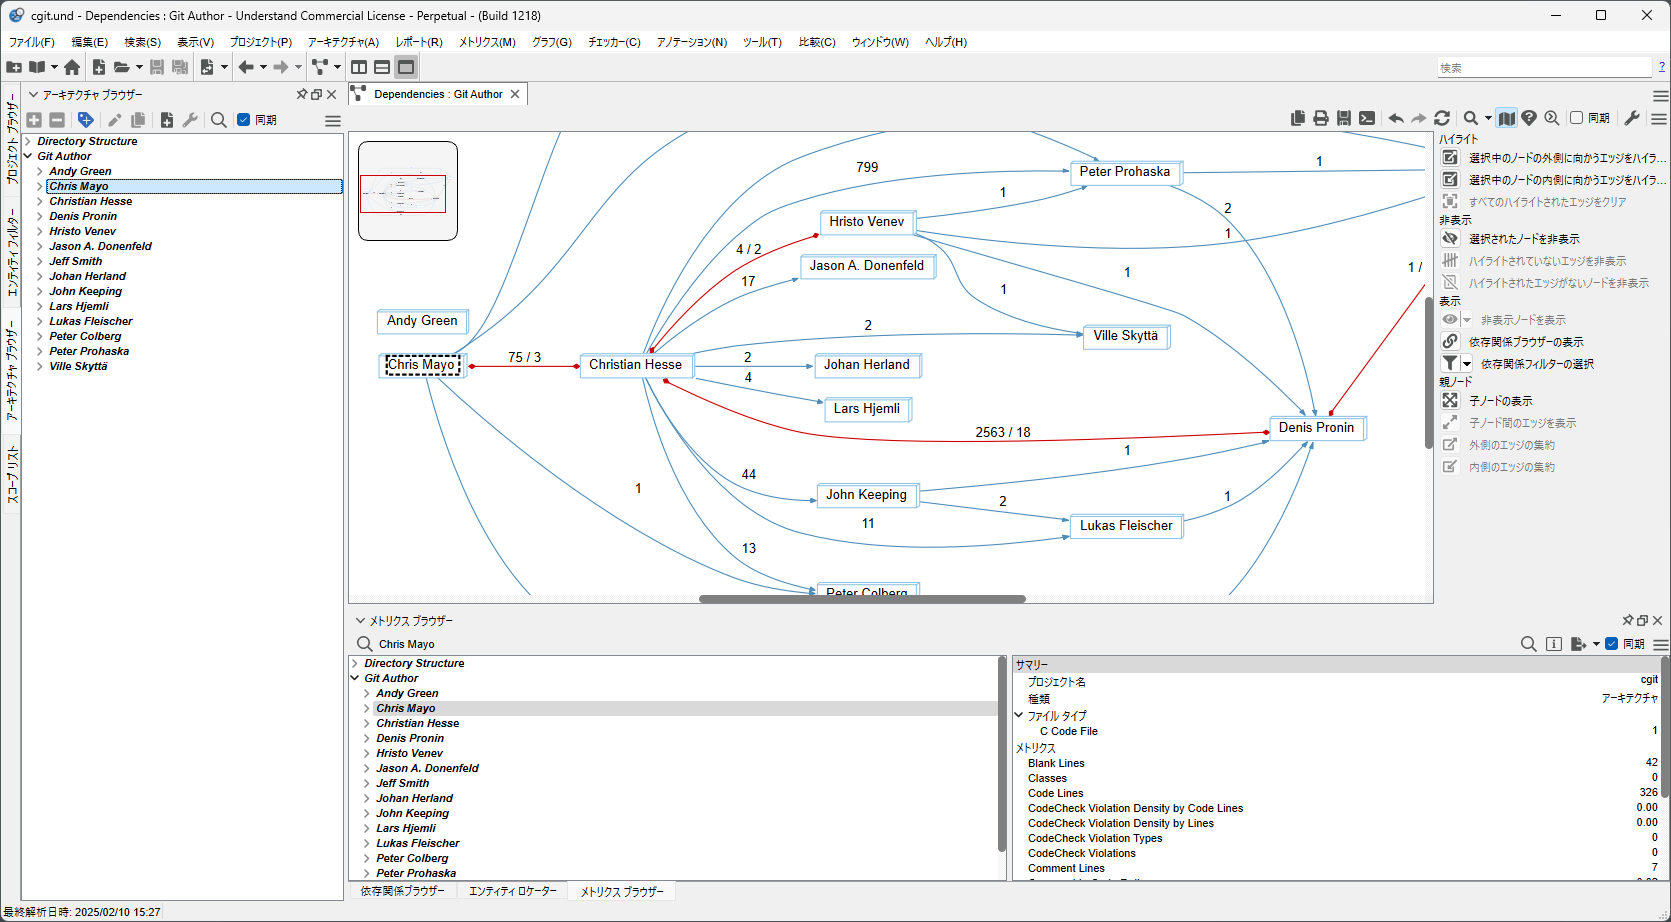 cgit.und - Dependencies : Git Author - Understand Commercial License - Perpetual - (Build 1218)
ファイル(F) 編集(E) 検索(S) 表示(V) プロジェクト(P) アーキテクチャ(A) レポート(R) メトリクス(M) グラフ(G) チェッカー(C) アノテーション(N) ツール(T) 比較(C) ウィンドウ(W) ヘルプ(H)
検索
?
プロジェクト ブラウザー
エンティティ フィルター
アーキテクチャ ブラウザー
スコープ リスト
アーキテクチャ ブラウザー
同期
Directory Structure
Git Author
Andy Green
Chris Mayo
Christian Hesse
Denis Pronin
Hristo Venev
Jason A. Donenfeld
Jeff Smith
Johan Herland
John Keeping
Lars Hjemli
Lukas Fleischer
Peter Colberg
Peter Prohaska
Ville Skyttä
Dependencies : Git Author
同期
799
Peter Prohaska
1
1
2
Hristo Venev
1
4 / 2
Jason A. Donenfeld
17
1
1 /
1
Andy Green
2
Ville Skyttä
Chris Mayo
75 / 3
Christian Hesse
2
Johan Herland
4
Lars Hjemli
2563 / 18
Denis Pronin
1
44
1
John Keeping
2
1
11
Lukas Fleischer
13
Peter Colberg
ハイライト
選択中のノードの外側に向かうエッジをハイラ...
選択中のノードの内側に向かうエッジをハイラ...
すべてのハイライトされたエッジをクリア
非表示
選択されたノードを非表示
ハイライトされていないエッジを非表示
ハイライトされたエッジがないノードを非表示
表示
非表示ノードを表示
依存関係ブラウザーの表示
依存関係フィルターの選択
親ノード
子ノードの表示
子ノード間のエッジを表示
外側のエッジの集約
内側のエッジの集約
メトリクス ブラウザー
Chris Mayo
同期
Directory Structure
Git Author
Andy Green
Chris Mayo
Christian Hesse
Denis Pronin
Hristo Venev
Jason A. Donenfeld
Jeff Smith
Johan Herland
John Keeping
Lars Hjemli
Lukas Fleischer
Peter Colberg
Peter Prohaska
サマリー
プロジェクト名 cgit
種類 アーキテクチャ
ファイル タイプ
C Code File 1
メトリクス
Blank Lines 42
Classes 0
Code Lines 326
CodeCheck Violation Density by Code Lines 0.00
CodeCheck Violation Density by Lines 0.00
CodeCheck Violation Types 0
CodeCheck Violations 0
Comment Lines 7
依存関係ブラウザー エンティティ ロケーター メトリクス ブラウザー
最終解析日時: 2025/02/10 15:27